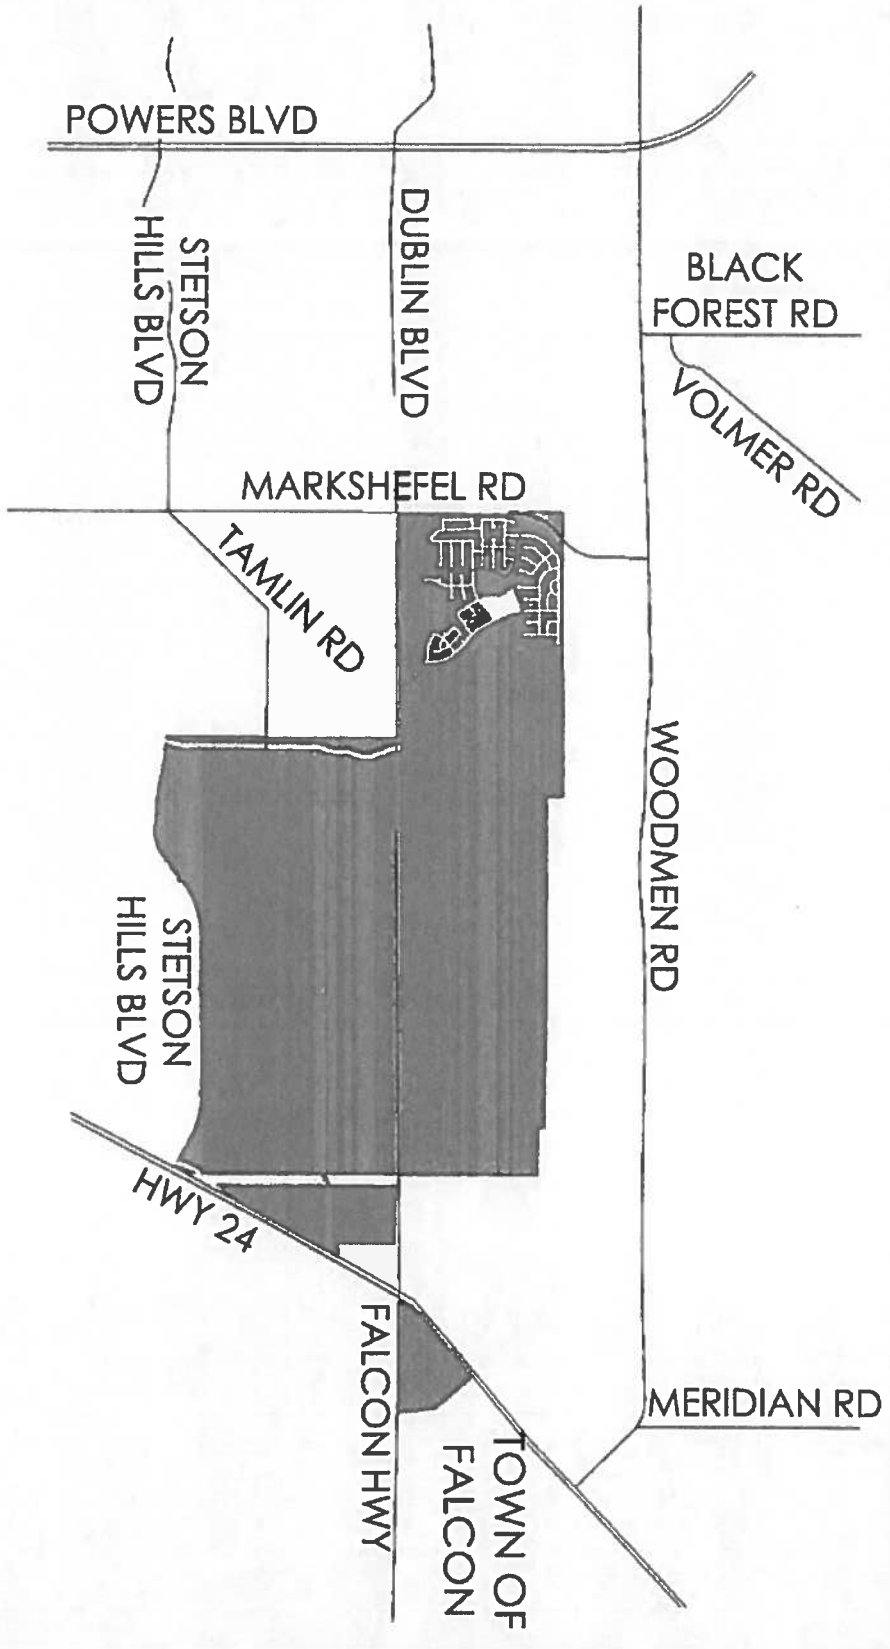 POWERS BLVD
STETSON
HILLS BLVD
DUBLIN BLVD
BLACK
FOREST RD
VOLMER RD
MARKSHEFEL RD
TAMLIN RD
WOODMEN RD
STETSON
HILLS BLVD
HWY 24
FALCON HWY
MERIDIAN RD
TOWN OF
FALCON